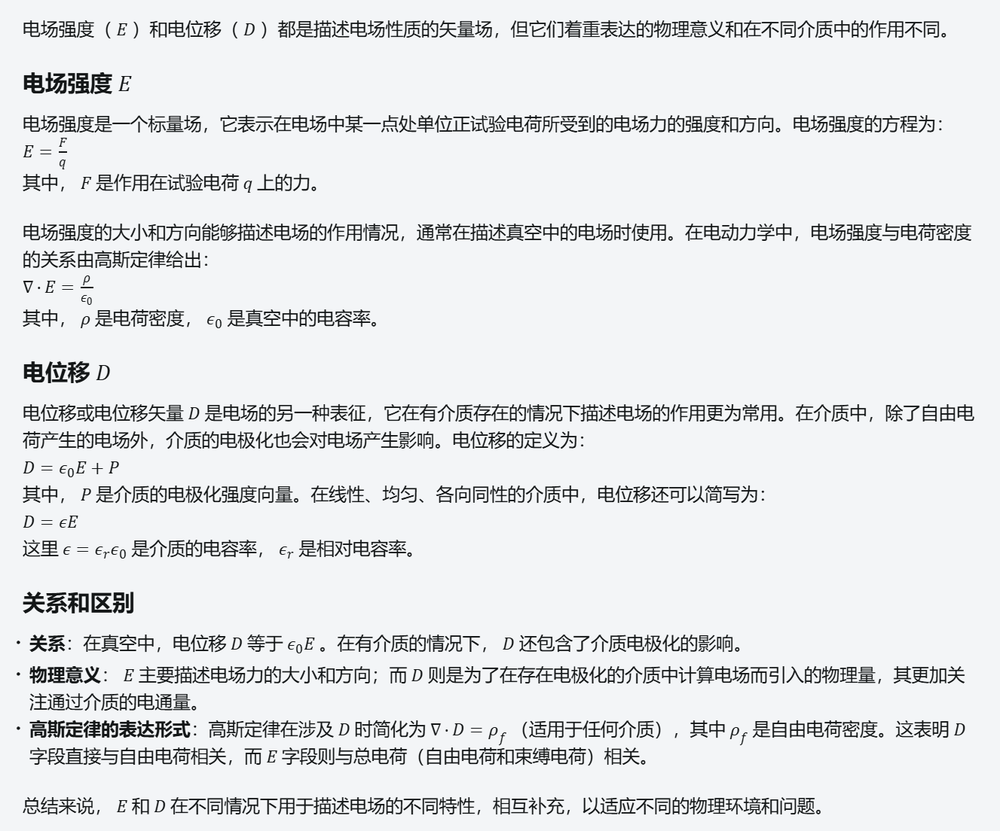 电场强度（E）和电位移（D）都是描述电场性质的矢量场，但它们着重表达的物理意义和在不同介质中的作用不同。
电场强度 E
电场强度是一个标量场，它表示在电场中某一点处单位正试验电荷所受到的电场力的强度和方向。电场强度的方程为：
E = F/q
其中， F 是作用在试验电荷 q 上的力。
电场强度的大小和方向能够描述电场的作用情况，通常在描述真空中的电场时使用。在电动力学中，电场强度与电荷密度
的关系由高斯定律给出：
∇ · E = ρ/ϵ₀
其中， ρ 是电荷密度， ϵ₀ 是真空中的电容率。
电位移 D
电位移或电位移矢量 D 是电场的另一种表征，它在有介质存在的情况下描述电场的作用更为常用。在介质中，除了自由电
荷产生的电场外，介质的电极化也会对电场产生影响。电位移的定义为：
D = ϵ₀E + P
其中， P 是介质的电极化强度向量。在线性、均匀、各向同性的介质中，电位移还可以简写为：
D = ϵE
这里 ϵ = ϵᵣϵ₀ 是介质的电容率， ϵᵣ 是相对电容率。
关系和区别
· 关系：在真空中，电位移 D 等于 ϵ₀E 。在有介质的情况下， D 还包含了介质电极化的影响。
· 物理意义： E 主要描述电场力的大小和方向；而 D 则是为了在存在电极化的介质中计算电场而引入的物理量，其更加关
注通过介质的电通量。
· 高斯定律的表达形式：高斯定律在涉及 D 时简化为 ∇ · D = ρ_f （适用于任何介质），其中 ρ_f 是自由电荷密度。这表明 D
字段直接与自由电荷相关，而 E 字段则与总电荷（自由电荷和束缚电荷）相关。
总结来说， E 和 D 在不同情况下用于描述电场的不同特性，相互补充，以适应不同的物理环境和问题。